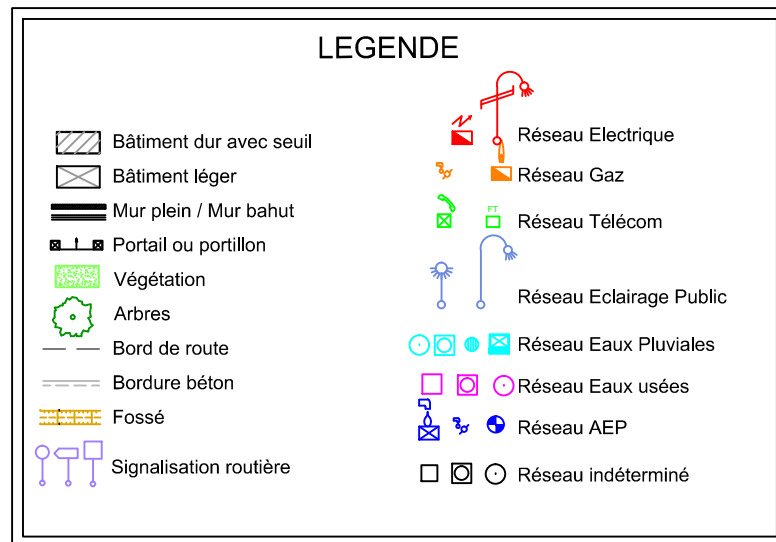 LEGENDE
Bâtiment dur avec seuil
Bâtiment léger
Mur plein / Mur bahut
Portail ou portillon
Végétation
Arbres
Bord de route
Bordure béton
Fossé
Signalisation routière
Réseau Electrique
Réseau Gaz
FT
Réseau Télécom
Réseau Eclairage Public
Réseau Eaux Pluviales
Réseau Eaux usées
Réseau AEP
Réseau indéterminé